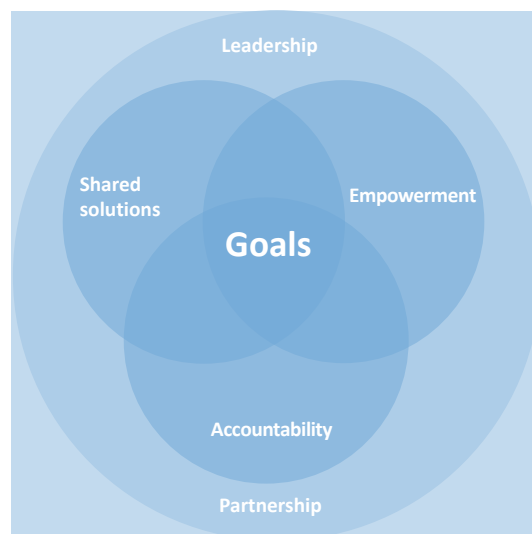 Leadership
Shared
solutions
Empowerment
Goals
Accountability
Partnership